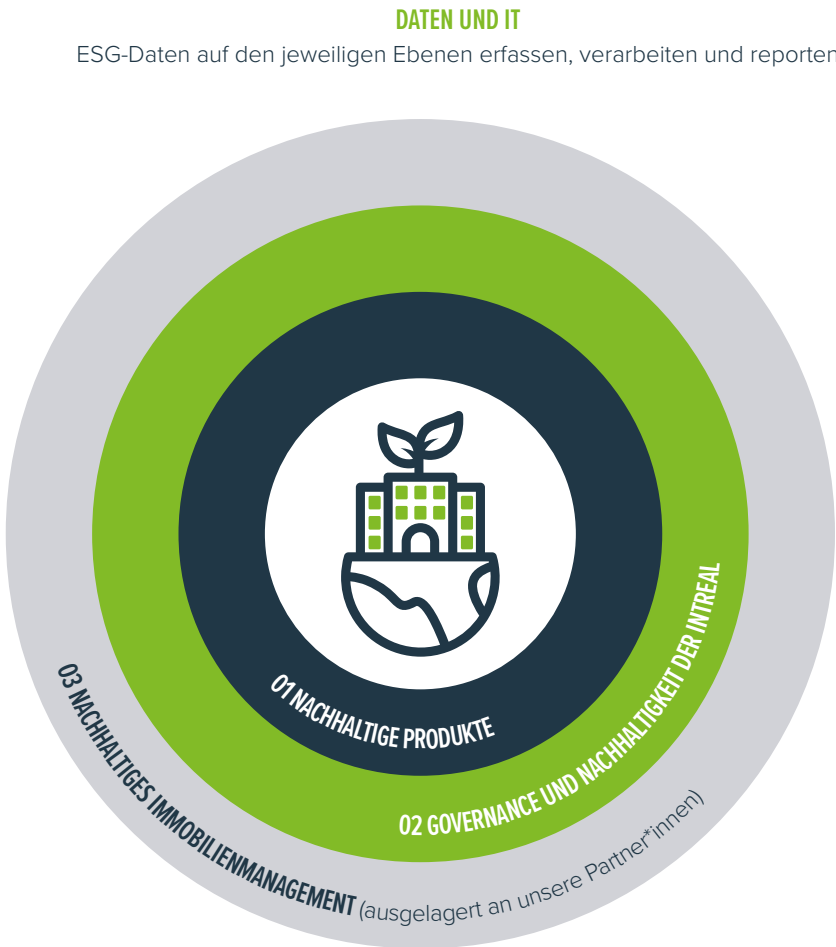 DATEN UND IT
ESG-Daten auf den jeweiligen Ebenen erfassen, verarbeiten und reporten
01 NACHHALTIGE PRODUKTE
02 GOVERNANCE UND NACHHALTIGKEIT DER INTREAL
03 NACHHALTIGES IMMOBILIENMANAGEMENT (ausgelagert an unsere Partner*innen)